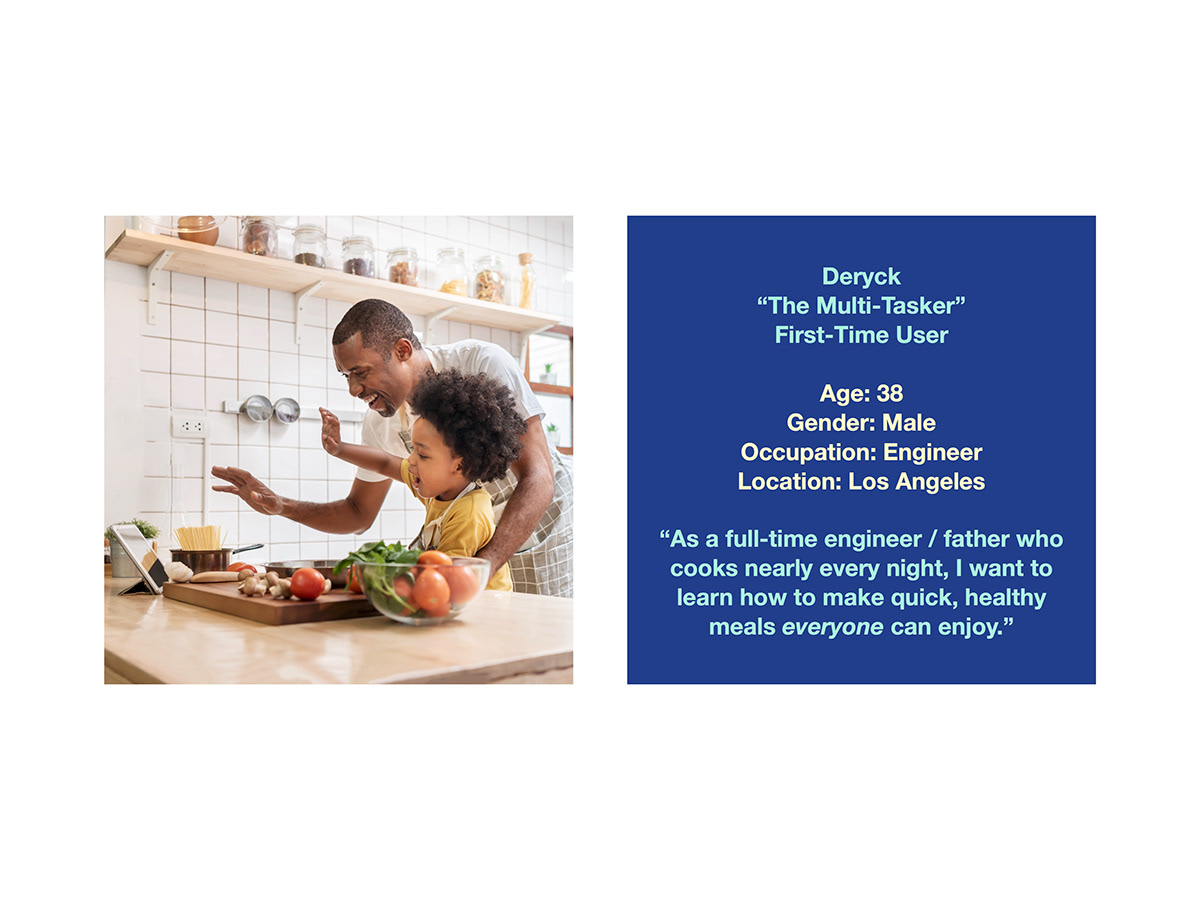 Deryck
“The Multi-Tasker”
First-Time User
Age: 38
Gender: Male
Occupation: Engineer
Location: Los Angeles
“As a full-time engineer / father who
cooks nearly every night, I want to
learn how to make quick, healthy
meals everyone can enjoy.”